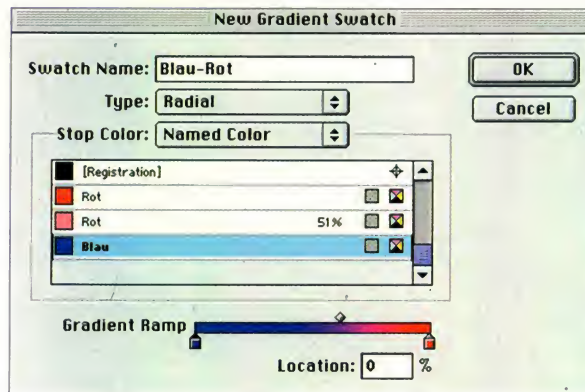 New Gradient Swatch
Swatch Name: Blau-Rot
OK
Type: Radial
Cancel
Stop Color: Named Color
[Registration]
Rot
Rot 51%
Blau
Gradient Ramp
Location: 0 %